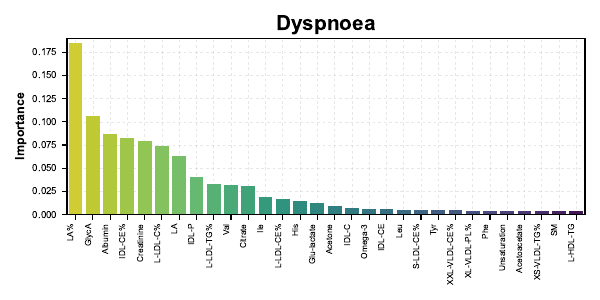 Dyspnoea
Importance
0.175
0.150
0.125
0.100
0.075
0.050
0.025
0.000
LA%
GlycA
Albumin
IDL-CE%
Creatinine
L-LDL-C%
LA
IDL-P
L-LDL-TG%
Val
Citrate
Ile
L-LDL-CE%
His
Glu-lactate
Acetone
IDL-C
Omega-3
IDL-CE
Leu
S-LDL-CE%
Tyr
XXL-VLDL-CE%
XL-VLDL-PL%
Phe
Unsaturation
Acetoacetate
XS-VLDL-TG%
SM
L-HDL-TG